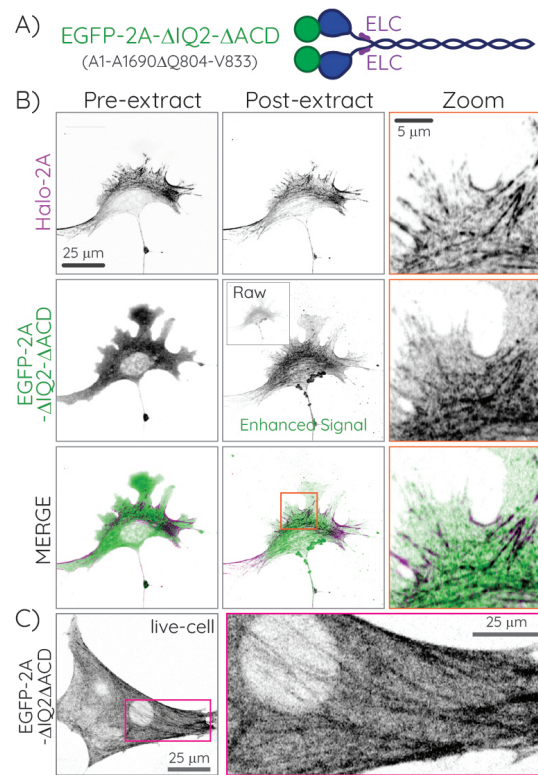 A)
EGFP-2A-ΔIQ2-ΔACD
(A1-A1690ΔQ804-V833)
ELC
ELC
B)
Pre-extract
Post-extract
Zoom
Halo-2A
25 μm
5 μm
EGFP-2A
-ΔIQ2-ΔACD
Raw
Enhanced Signal
MERGE
C)
EGFP-2A
-ΔIQ2ΔACD
live-cell
25 μm
25 μm